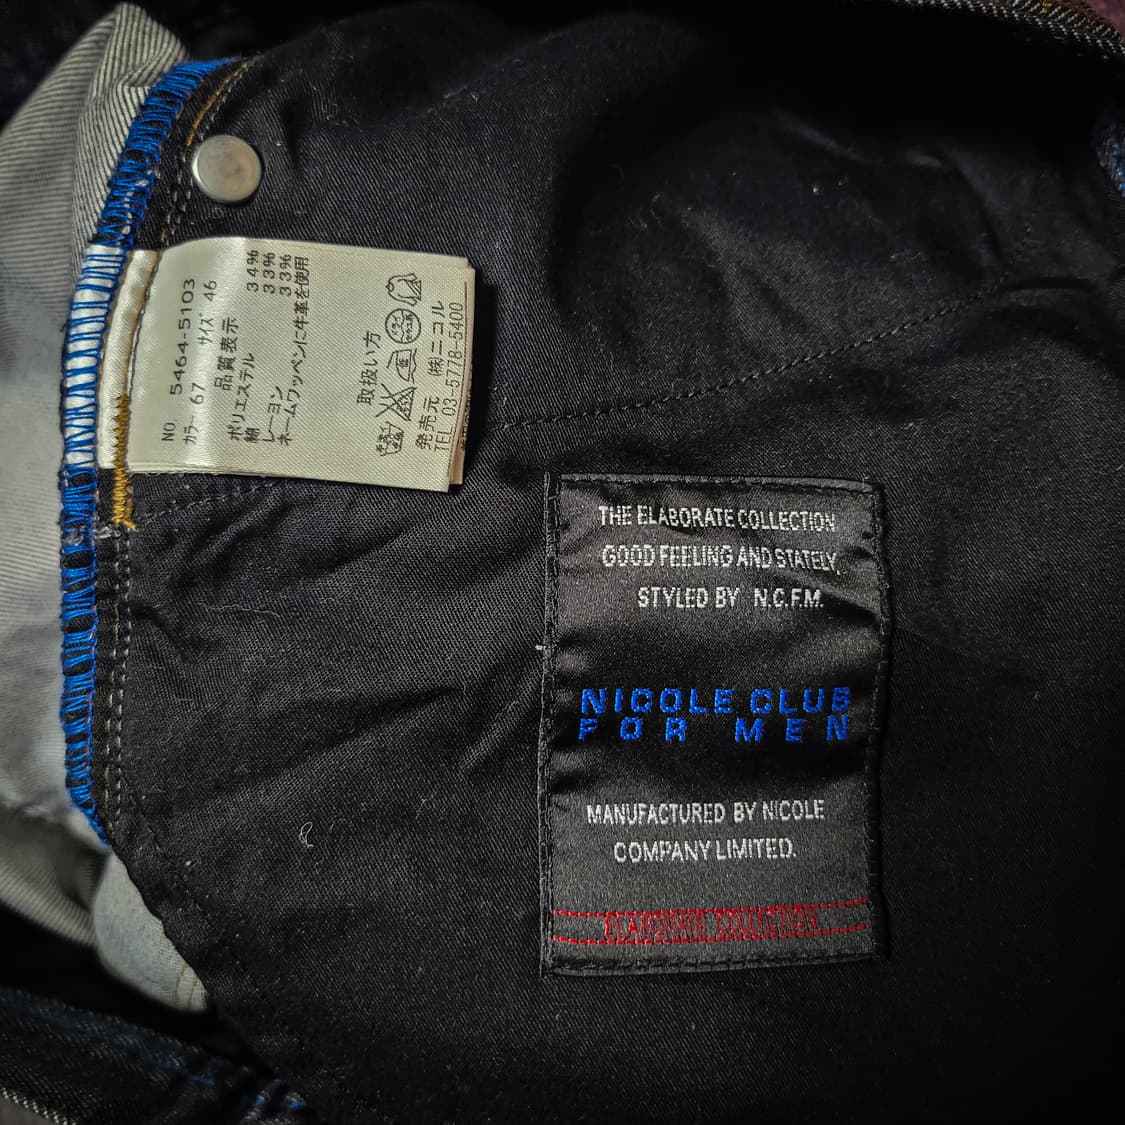 NO. 5464-5103
カラー 67 サイズ 46
品質表示
ポリエステル 34%
綿 33%
レーヨン 33%
ネームワッペンに牛革を使用
取扱い方
発売元 (株)ニコル
TEL 03-5778-5400
THE ELABORATE COLLECTION
GOOD FEELING AND STATELY,
STYLED BY N.C.F.M.
NICOLE CLUB
FOR MEN
MANUFACTURED BY NICOLE
COMPANY LIMITED.
ELABORATE COLLECTION